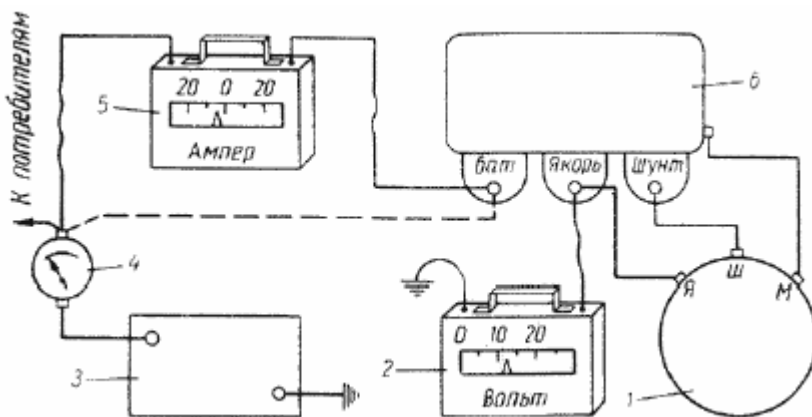 20 0 20
5
Ампер
К потребителям
4
3
бат Якорь Шунт
6
0 10 20
2
Вольт
Я Ш М
1